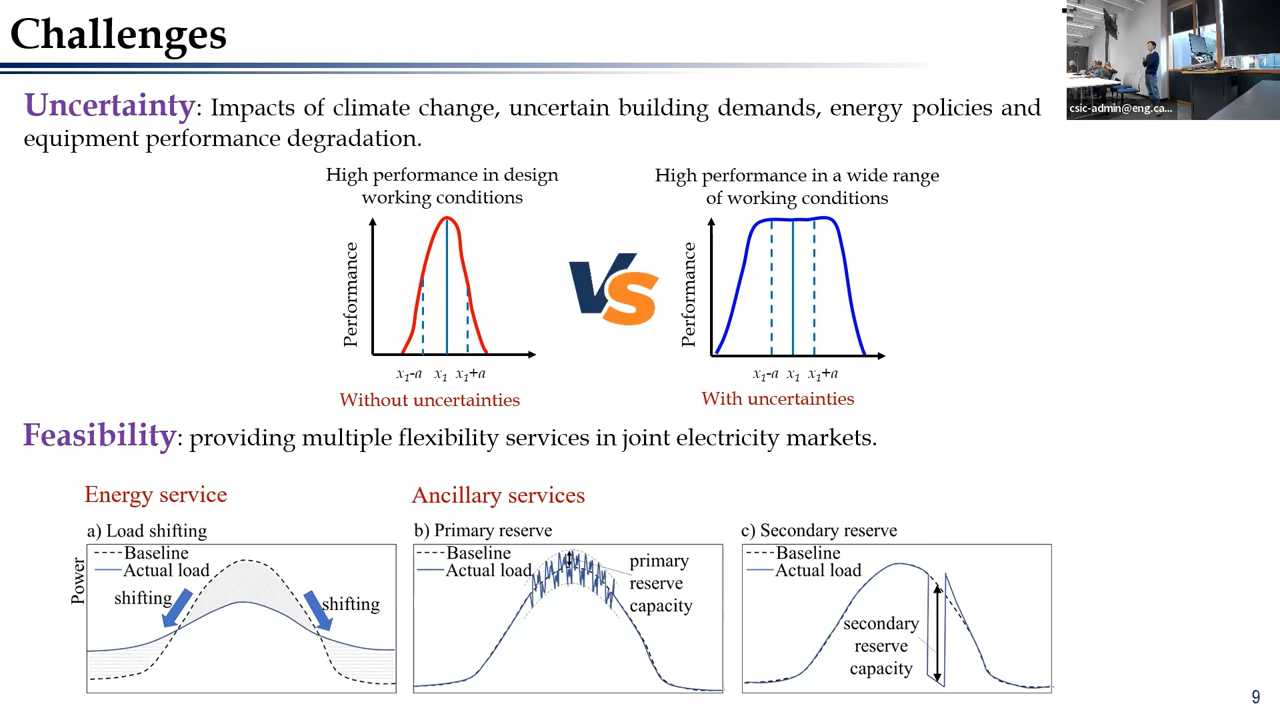 Challenges
Uncertainty: Impacts of climate change, uncertain building demands, energy policies and
equipment performance degradation.
High performance in design
working conditions
Performance
x1-a x1 x1+a
Without uncertainties
VS
High performance in a wide range
of working conditions
Performance
x1-a x1 x1+a
With uncertainties
Feasibility: providing multiple flexibility services in joint electricity markets.
Energy service
Ancillary services
a) Load shifting
Baseline
Actual load
Power
shifting
shifting
b) Primary reserve
Baseline
Actual load
primary
reserve
capacity
c) Secondary reserve
Baseline
Actual load
secondary
reserve
capacity
csic-admin@eng.ca...
9